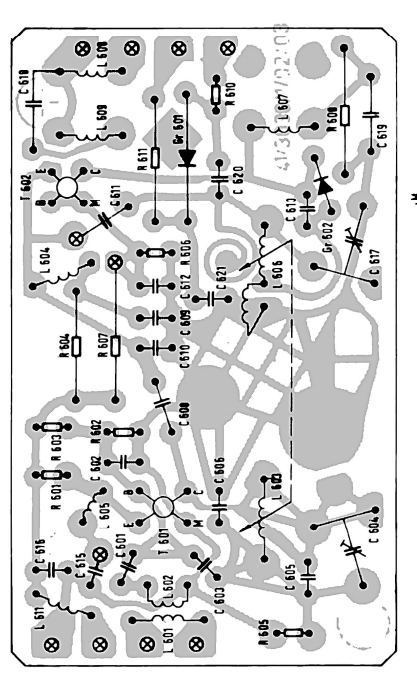 C 618
L 608
L 609
T 602
E
C
B
M
C 611
R 611
Gr 601
R 610
C 620
L 607
R 608
C 619
C 613
Gr 602
C 617
L 604
R 606
C 612
C 609
C 610
C 621
L 606
R 604
R 607
C 608
R 603
R 602
R 601
C 602
C 606
L 603
L 605
B
C
E
M
T 601
C 616
C 615
C 601
L 611
L 602
L 601
C 603
C 605
R 605
C 604